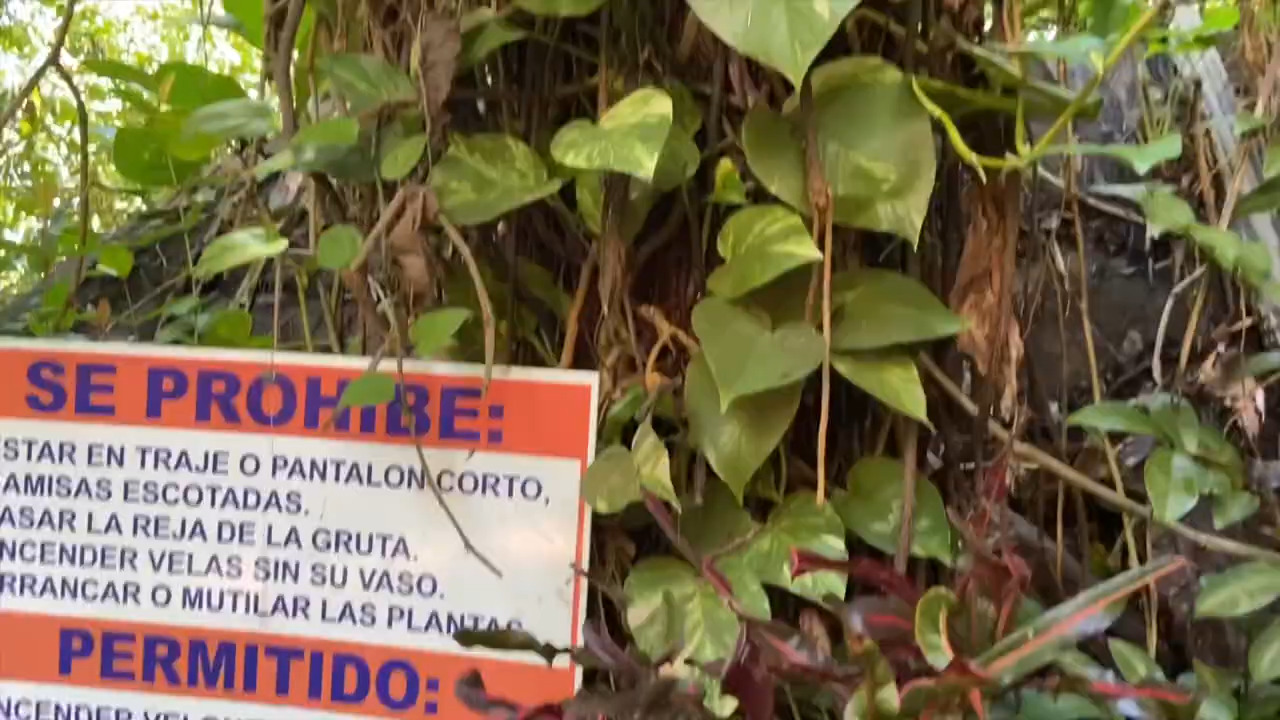 SE PROHIBE:
STAR EN TRAJE O PANTALON CORTO,
AMISAS ESCOTADAS.
ASAR LA REJA DE LA GRUTA.
NCENDER VELAS SIN SU VASO.
RRANCAR O MUTILAR LAS PLANTAS
PERMITIDO:
NCENDER